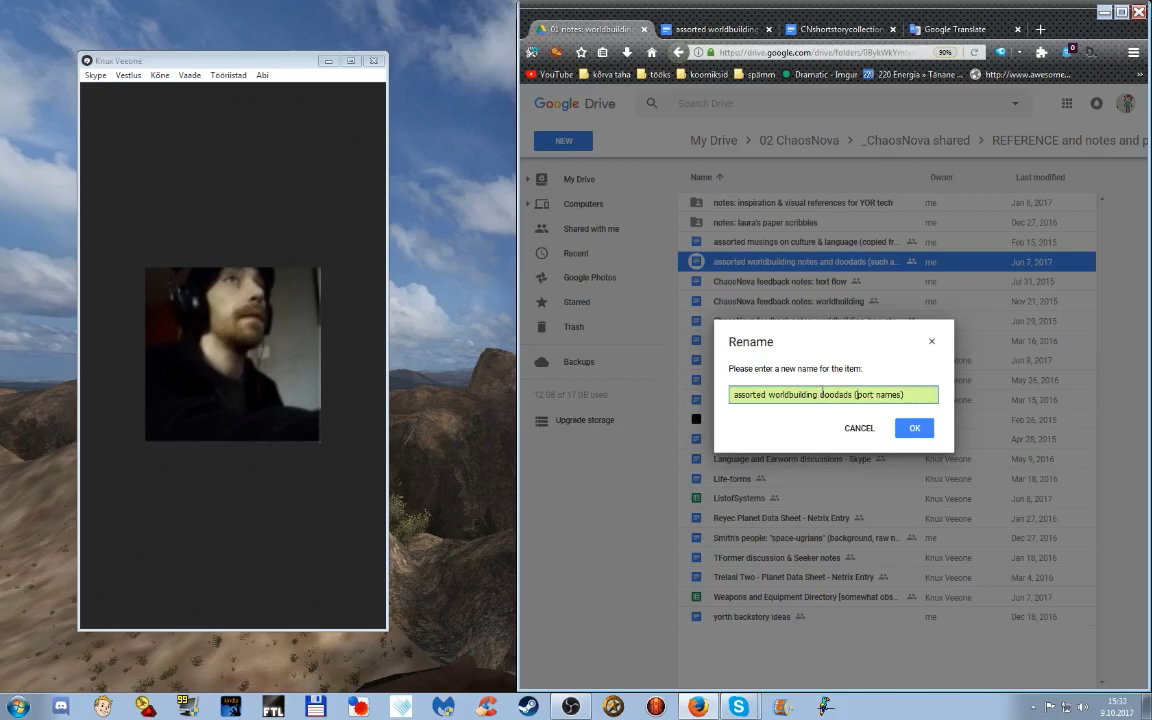 Knux Veeone
Skype Vestlus Kõne Vaade Tööriistad Abi
01 notes: worldbuilding
assorted worldbuilding
CNshortstorycollection
Google Translate
https://drive.google.com/drive/folders/
90%
0
YouTube kõrva taha tööks koomiksid spämm Dramatic - Imgur 220 Energia » Tänane ... http://www.awesome...
Google Drive
Search Drive
NEW
My Drive > 02 ChaosNova > _ChaosNova shared > REFERENCE and notes and p
My Drive
Computers
Shared with me
Recent
Google Photos
Starred
Trash
Backups
12 GB of 17 GB used
Upgrade storage
Name Owner Last modified
notes: inspiration & visual references for YOR tech me Jan 6, 2017
notes: laura's paper scribbles me Dec 27, 2016
assorted musings on culture & language (copied fr... me Feb 15, 2015
assorted worldbuilding notes and doodads (such a... me Jun 7, 2017
ChaosNova feedback notes: text flow me Jul 31, 2015
ChaosNova feedback notes: worldbuilding me Nov 21, 2015
Jan 29, 2015
Mar 16, 2016
Jun 8, 2017
May 26, 2016
Mar 15, 2016
Feb 26, 2015
Apr 28, 2015
Rename
Please enter a new name for the item:
assorted worldbuilding doodads (port names)
CANCEL OK
Language and Earworm discussions - Skype Knux Veeone May 9, 2016
Life-forms Knux Veeone Mar 18, 2016
ListofSystems Knux Veeone Jun 8, 2017
Reyec Planet Data Sheet - Netrix Entry Knux Veeone Jan 27, 2016
Smith's people: "space-ugrians" (background, raw n... me Dec 27, 2016
TFormer discussion & Seeker notes Knux Veeone Jan 18, 2016
Trelasi Two - Planet Data Sheet - Netrix Entry Knux Veeone Mar 4, 2016
Weapons and Equipment Directory [somewhat obs... Knux Veeone Jun 7, 2017
yorth backstory ideas me Dec 16, 2016
99
kindle
FTL
15:33
9.10.2017